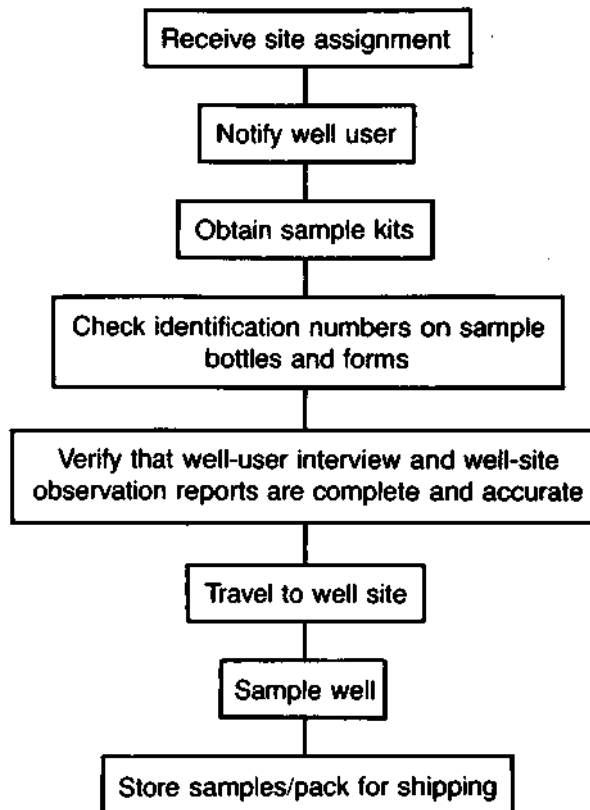 Receive site assignment
Notify well user
Obtain sample kits
Check identification numbers on sample
bottles and forms
Verify that well-user interview and well-site
observation reports are complete and accurate
Travel to well site
Sample well
Store samples/pack for shipping